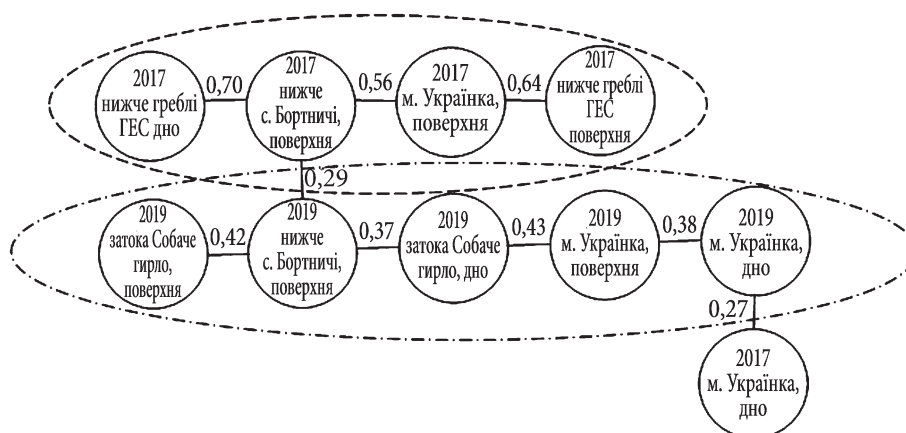 2017
нижче греблі
ГЕС дно
0,70
2017
нижче
с. Бортничі,
поверхня
0,56
2017
м. Українка,
поверхня
0,64
2017
нижче греблі
ГЕС
поверхня
0,29
2019
затока Собаче
гирло,
поверхня
0,42
2019
нижче
с. Бортничі,
поверхня
0,37
2019
затока Собаче
гирло, дно
0,43
2019
м. Українка,
поверхня
0,38
2019
м. Українка,
дно
0,27
2017
м. Українка,
дно